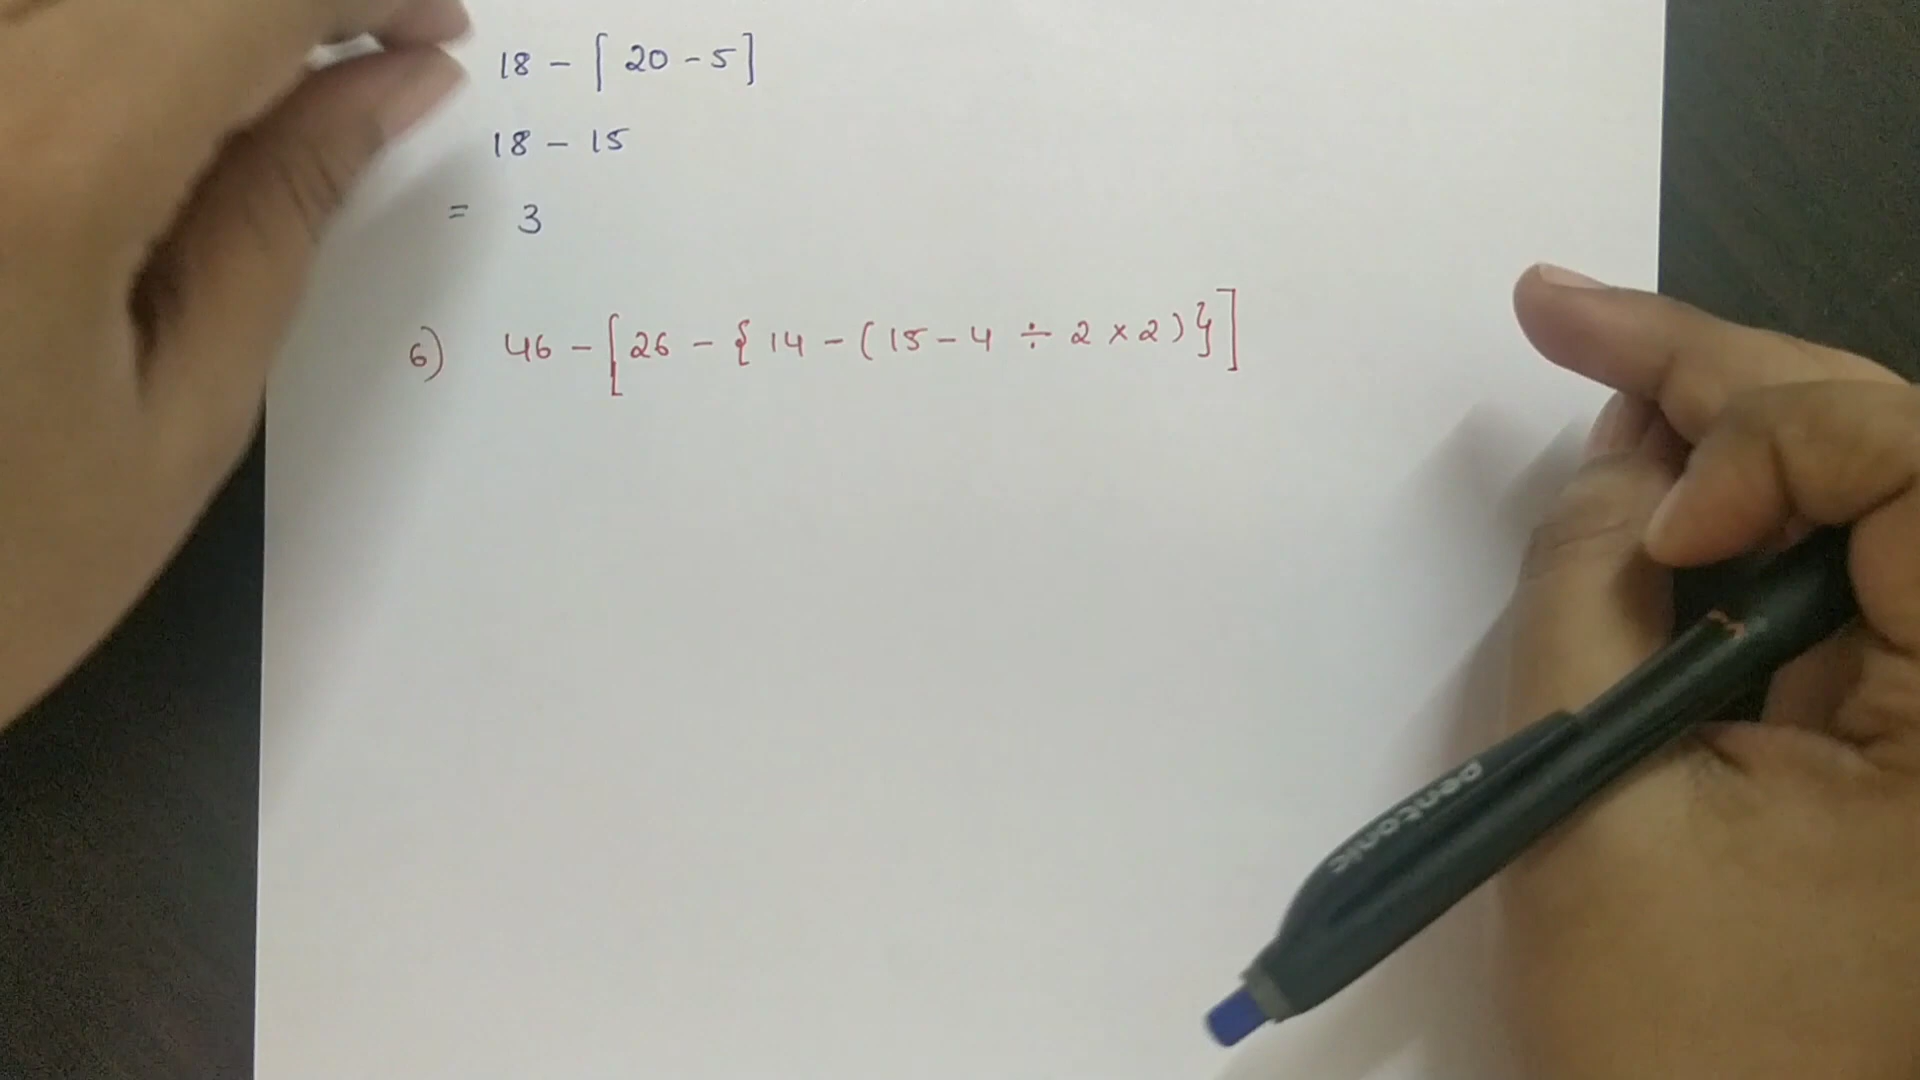 18 - [ 20 - 5 ]
18 - 15
= 3
6) 46 - [ 26 - { 14 - ( 15 - 4 ÷ 2 × 2 ) } ]
pentonic